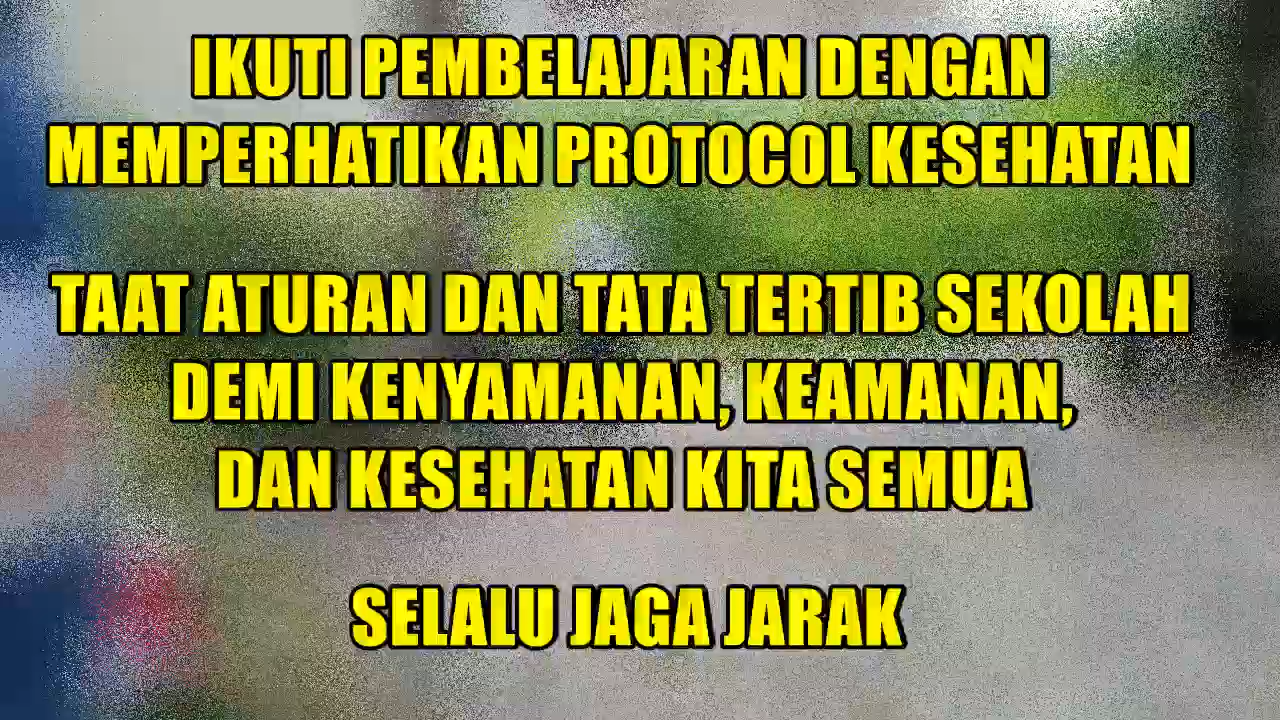 IKUTI PEMBELAJARAN DENGAN
MEMPERHATIKAN PROTOCOL KESEHATAN
TAAT ATURAN DAN TATA TERTIB SEKOLAH
DEMI KENYAMANAN, KEAMANAN,
DAN KESEHATAN KITA SEMUA
SELALU JAGA JARAK